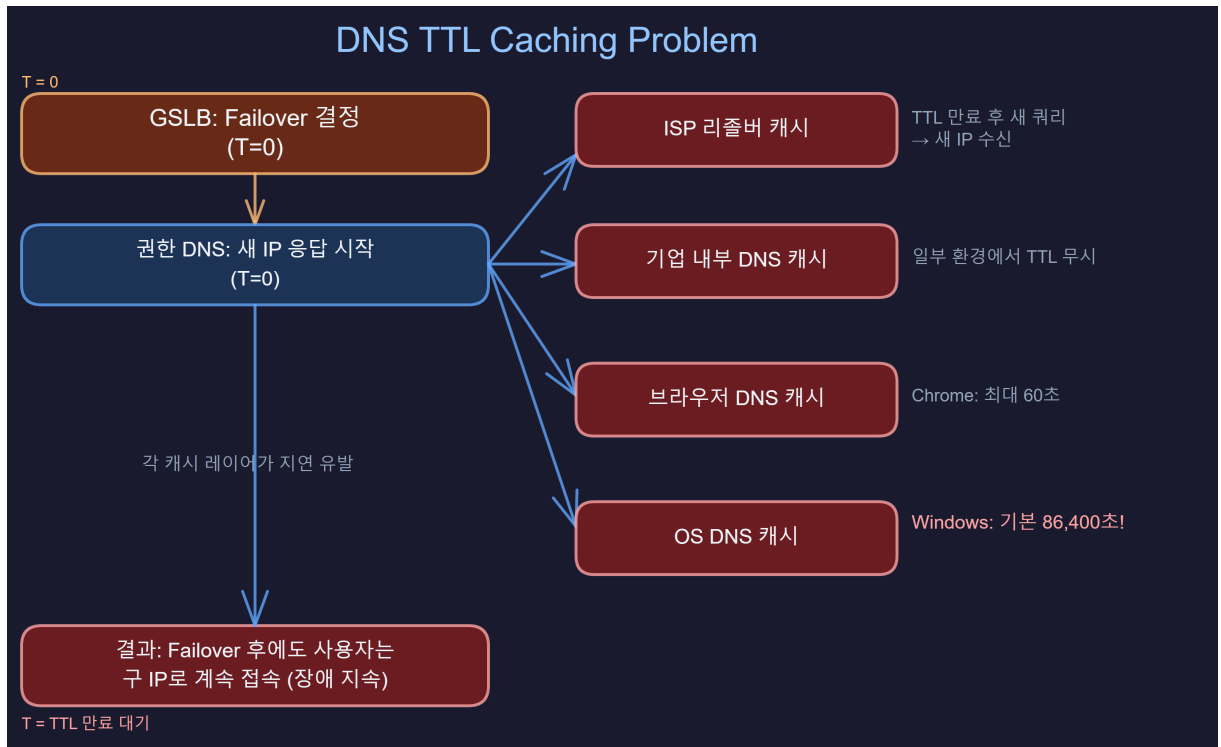 DNS TTL Caching Problem
T = 0
GSLB: Failover 결정
(T=0)
권한 DNS: 새 IP 응답 시작
(T=0)
각 캐시 레이어가 지연 유발
결과: Failover 후에도 사용자는
구 IP로 계속 접속 (장애 지속)
T = TTL 만료 대기
ISP 리졸버 캐시
TTL 만료 후 새 쿼리
→ 새 IP 수신
기업 내부 DNS 캐시
일부 환경에서 TTL 무시
브라우저 DNS 캐시
Chrome: 최대 60초
OS DNS 캐시
Windows: 기본 86,400초!